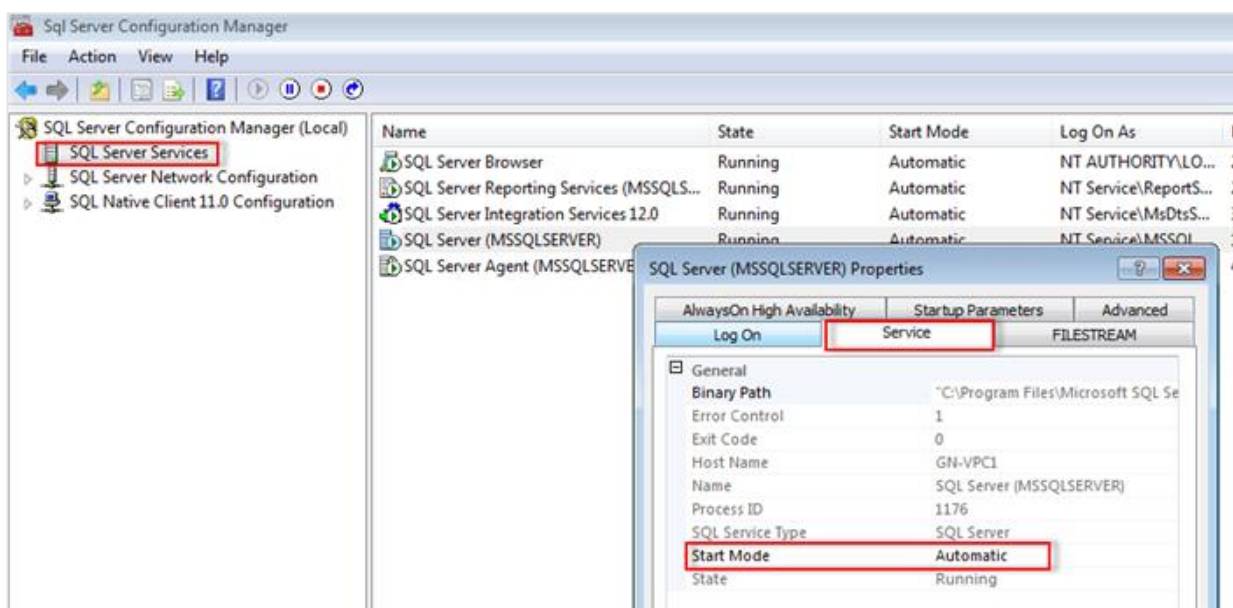 Sql Server Configuration Manager
File Action View Help
SQL Server Configuration Manager (Local)
SQL Server Services
SQL Server Network Configuration
SQL Native Client 11.0 Configuration
Name State Start Mode Log On As
SQL Server Browser Running Automatic NT AUTHORITY\LO...
SQL Server Reporting Services (MSSQLS... Running Automatic NT Service\ReportS...
SQL Server Integration Services 12.0 Running Automatic NT Service\MsDtsS...
SQL Server (MSSQLSERVER) Running Automatic NT Service\MSSQL
SQL Server Agent (MSSQLSERVE
SQL Server (MSSQLSERVER) Properties
AlwaysOn High Availability Startup Parameters Advanced
Log On Service FILESTREAM
General
Binary Path "C:\Program Files\Microsoft SQL Se
Error Control 1
Exit Code 0
Host Name GN-VPC1
Name SQL Server (MSSQLSERVER)
Process ID 1176
SQL Service Type SQL Server
Start Mode Automatic
State Running